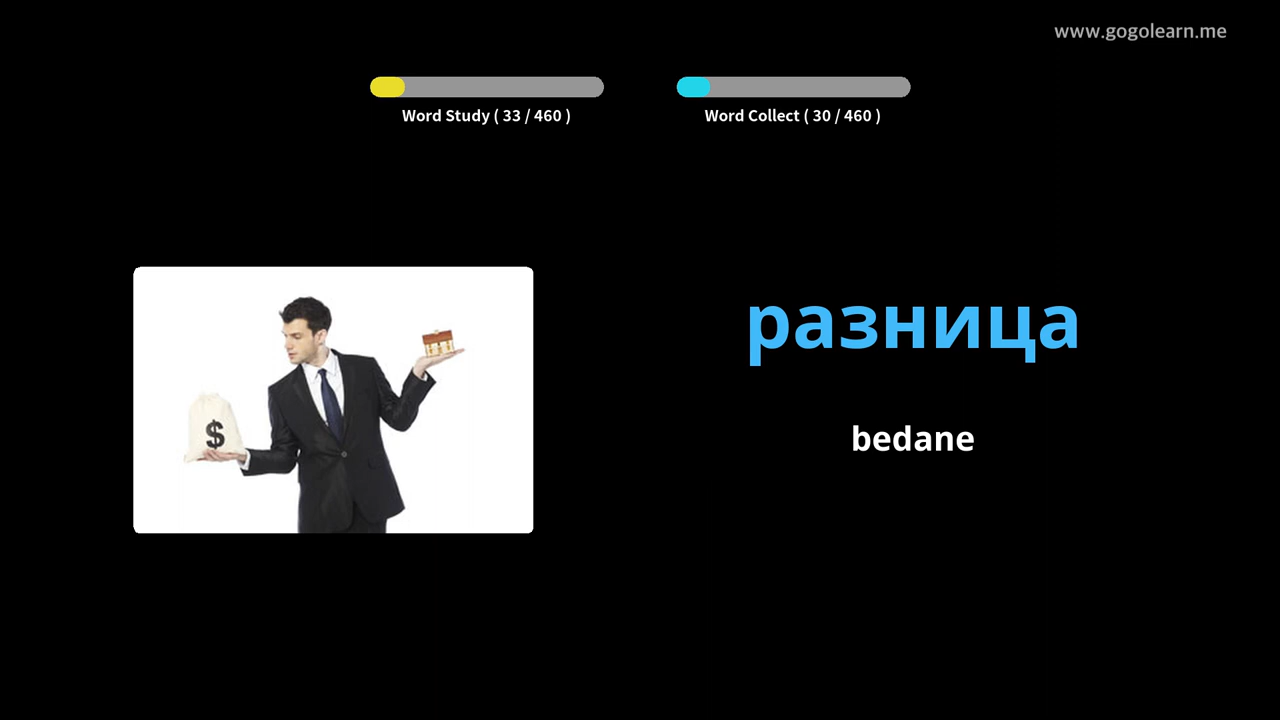 www.gogolearn.me
Word Study ( 33 / 460 )
Word Collect ( 30 / 460 )
$
разница
bedane